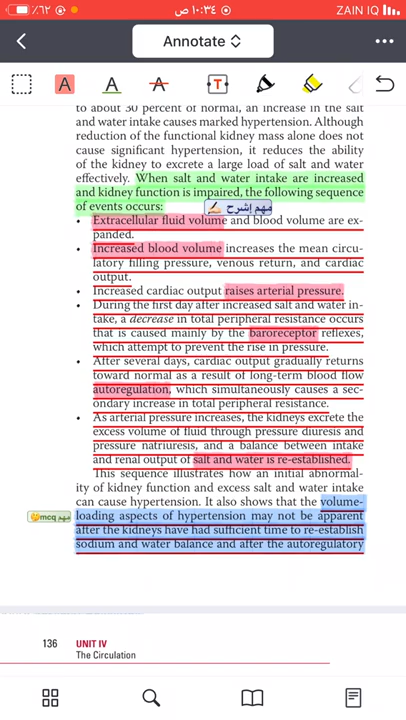 ٪٦٢ ١٠:٣٤ ص ZAIN IQ
Annotate
A A A T
to about 30 percent of normal, an increase in the salt
and water intake causes marked hypertension. Although
reduction of the functional kidney mass alone does not
cause significant hypertension, it reduces the ability
of the kidney to excrete a large load of salt and water
effectively. When salt and water intake are increased
and kidney function is impaired, the following sequence
of events occurs: مهم إشرح ✍️
• Extracellular fluid volume and blood volume are ex-
panded.
• Increased blood volume increases the mean circu-
latory filling pressure, venous return, and cardiac
output.
• Increased cardiac output raises arterial pressure.
• During the first day after increased salt and water in-
take, a decrease in total peripheral resistance occurs
that is caused mainly by the baroreceptor reflexes,
which attempt to prevent the rise in pressure.
• After several days, cardiac output gradually returns
toward normal as a result of long-term blood flow
autoregulation, which simultaneously causes a sec-
ondary increase in total peripheral resistance.
• As arterial pressure increases, the kidneys excrete the
excess volume of fluid through pressure diuresis and
pressure natriuresis, and a balance between intake
and renal output of salt and water is re-established.
This sequence illustrates how an initial abnormal-
ity of kidney function and excess salt and water intake
can cause hypertension. It also shows that the volume-
مهم mcq🤔 loading aspects of hypertension may not be apparent
after the kidneys have had sufficient time to re-establish
sodium and water balance and after the autoregulatory
136 UNIT IV
The Circulation